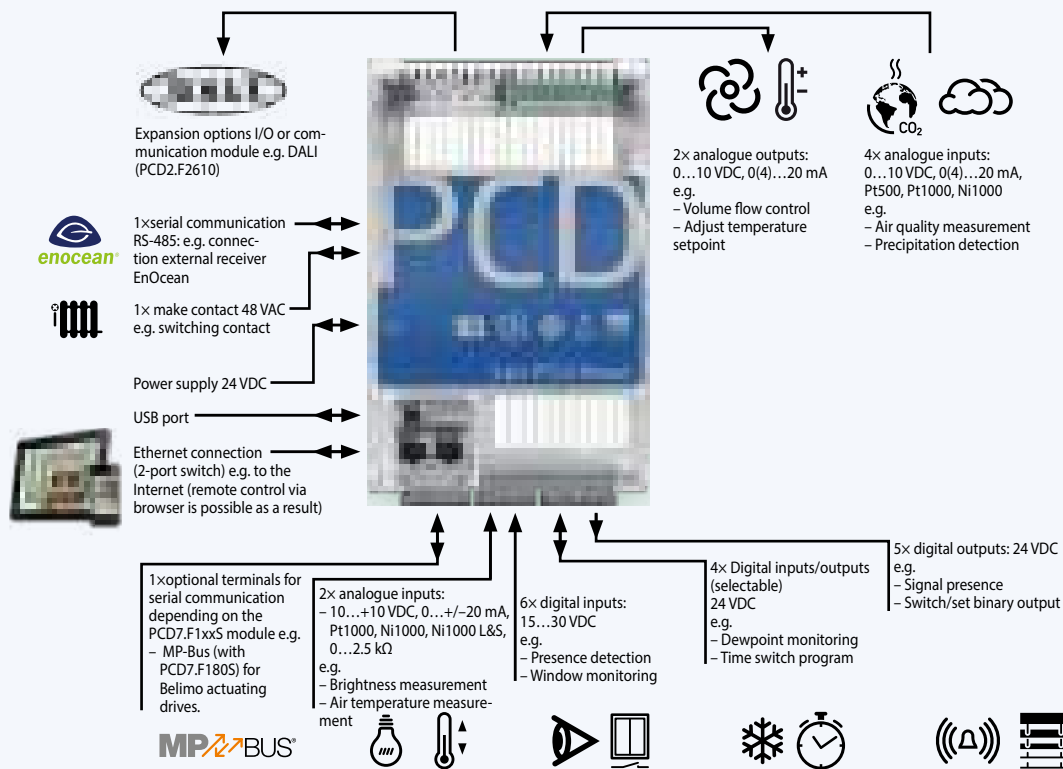 DALI
Expansion options I/O or com-
munication module e.g. DALI
(PCD2.F2610)
enocean®
1×serial communication
RS-485: e.g. connec-
tion external receiver
EnOcean
1× make contact 48 VAC
e.g. switching contact
Power supply 24 VDC
USB port
Ethernet connection
(2-port switch) e.g. to the
Internet (remote control via
browser is possible as a result)
PCD
+
–
2× analogue outputs:
0…10 VDC, 0(4)…20 mA
e.g.
– Volume flow control
– Adjust temperature
setpoint
CO2
4× analogue inputs:
0…10 VDC, 0(4)…20 mA,
Pt500, Pt1000, Ni1000
e.g.
– Air quality measurement
– Precipitation detection
1×optional terminals for
serial communication
depending on the
PCD7.F1xxS module e.g.
– MP-Bus (with
PCD7.F180S) for
Belimo actuating
drives.
MP BUS®
2× analogue inputs:
– 10…+10 VDC, 0…+/–20 mA,
Pt1000, Ni1000, Ni1000 L&S,
0…2.5 kΩ
e.g.
– Brightness measurement
– Air temperature measure-
ment
6× digital inputs:
15…30 VDC
e.g.
– Presence detection
– Window monitoring
4× Digital inputs/outputs
(selectable)
24 VDC
e.g.
– Dewpoint monitoring
– Time switch program
5× digital outputs: 24 VDC
e.g.
– Signal presence
– Switch/set binary output